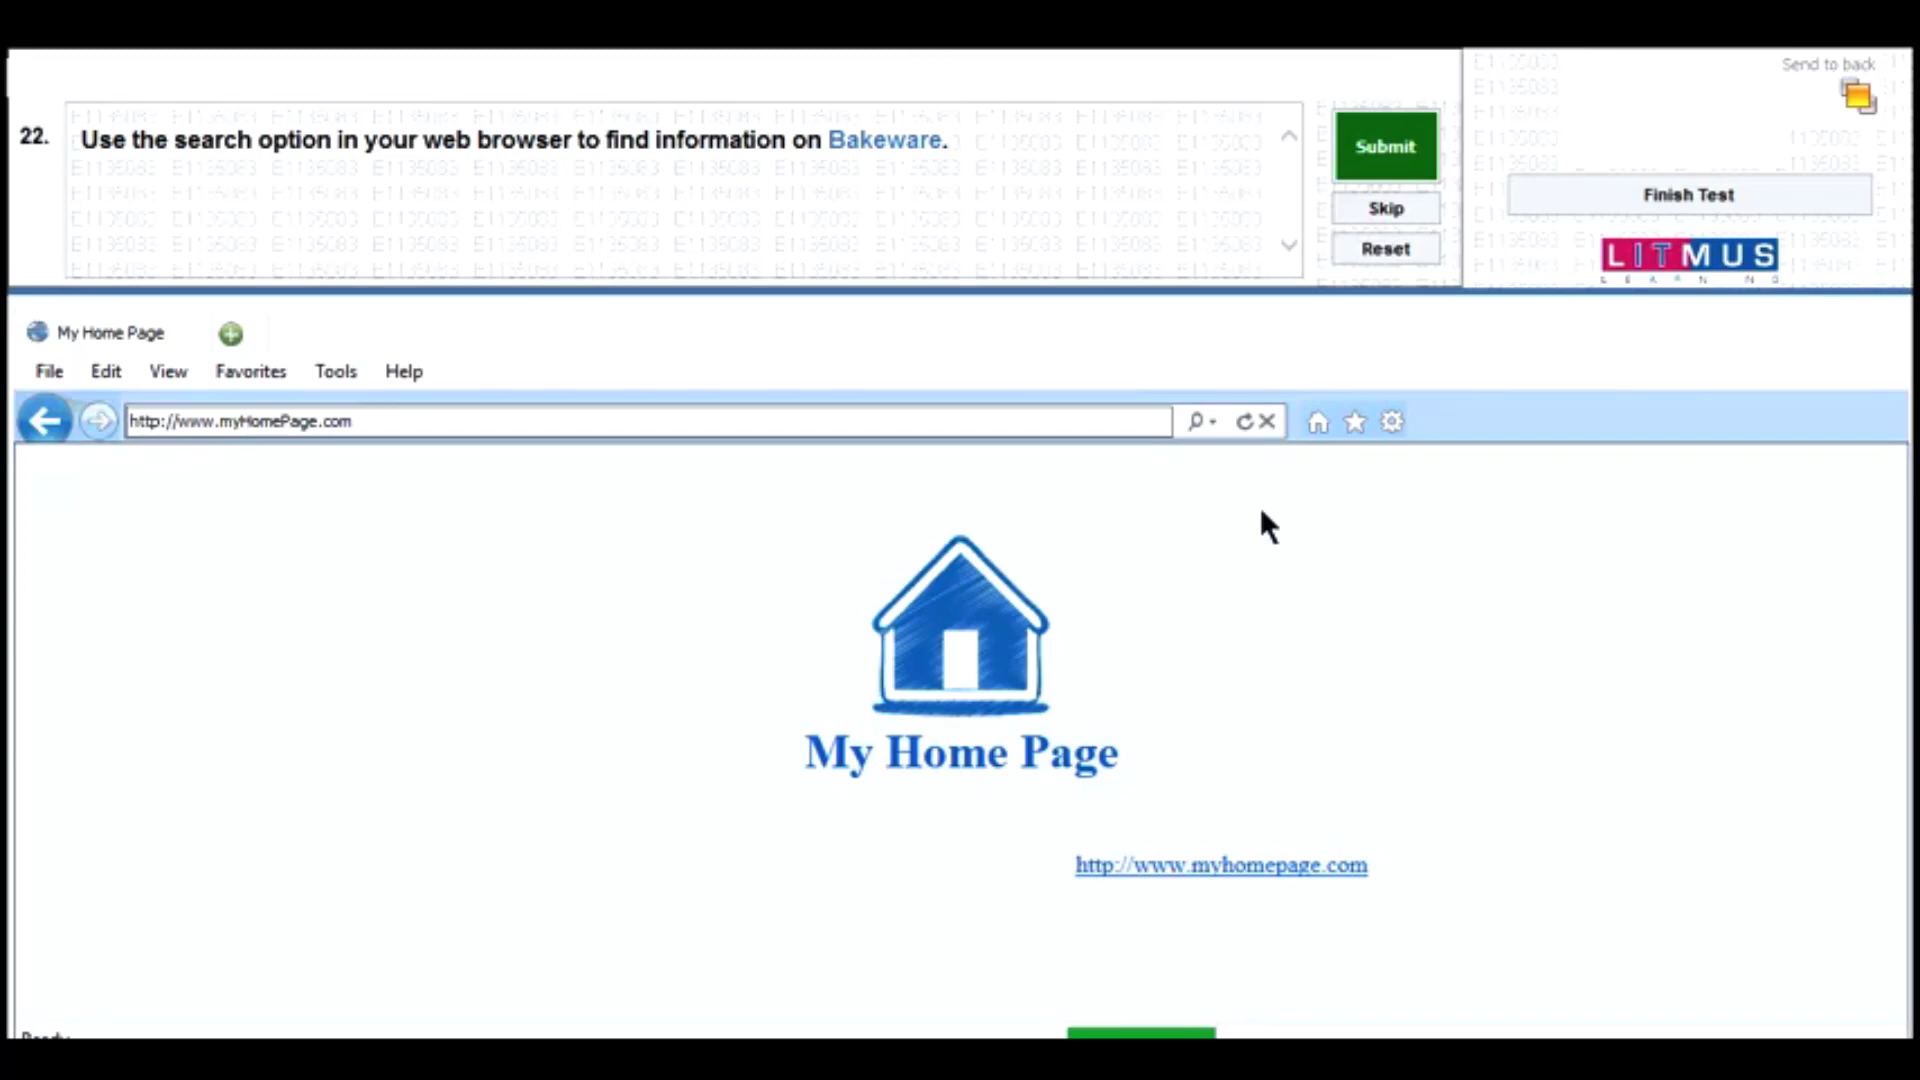 Send to back
22.
Use the search option in your web browser to find information on Bakeware.
Submit
Skip
Reset
Finish Test
LITMUS
My Home Page
File Edit View Favorites Tools Help
http://www.myHomePage.com
My Home Page
http://www.myhomepage.com